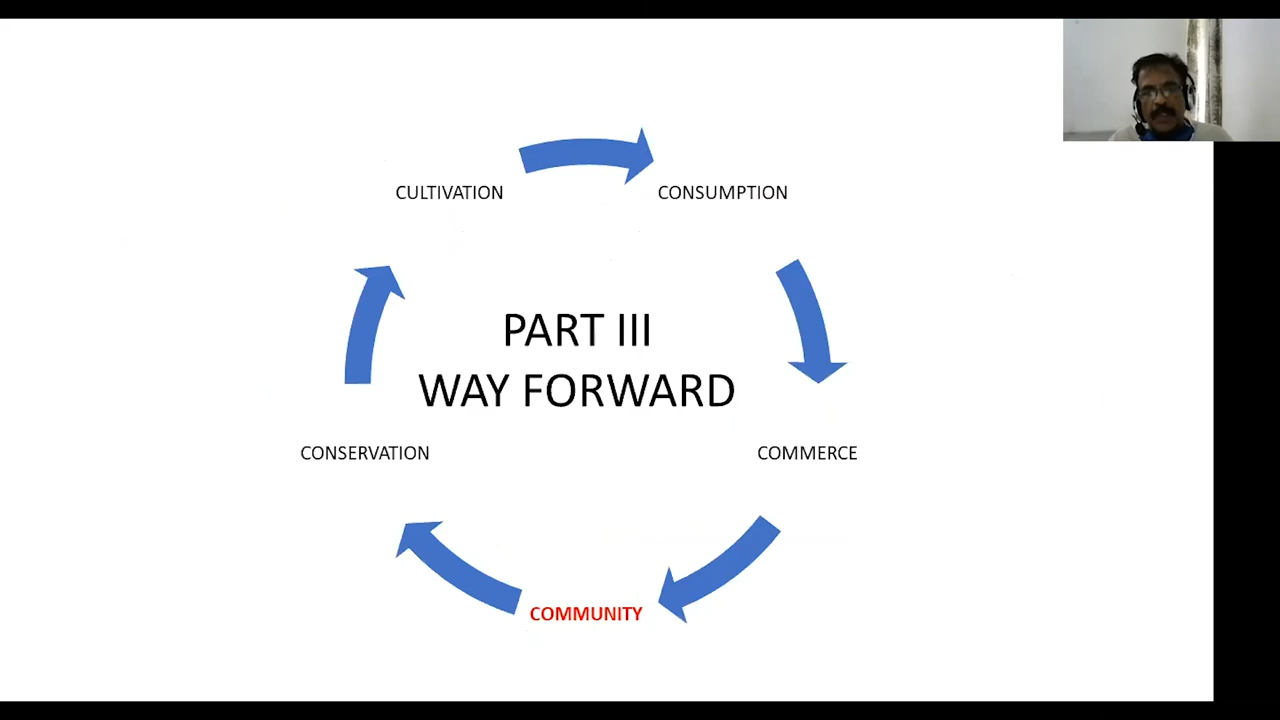 CULTIVATION
CONSUMPTION
PART III
WAY FORWARD
CONSERVATION
COMMERCE
COMMUNITY